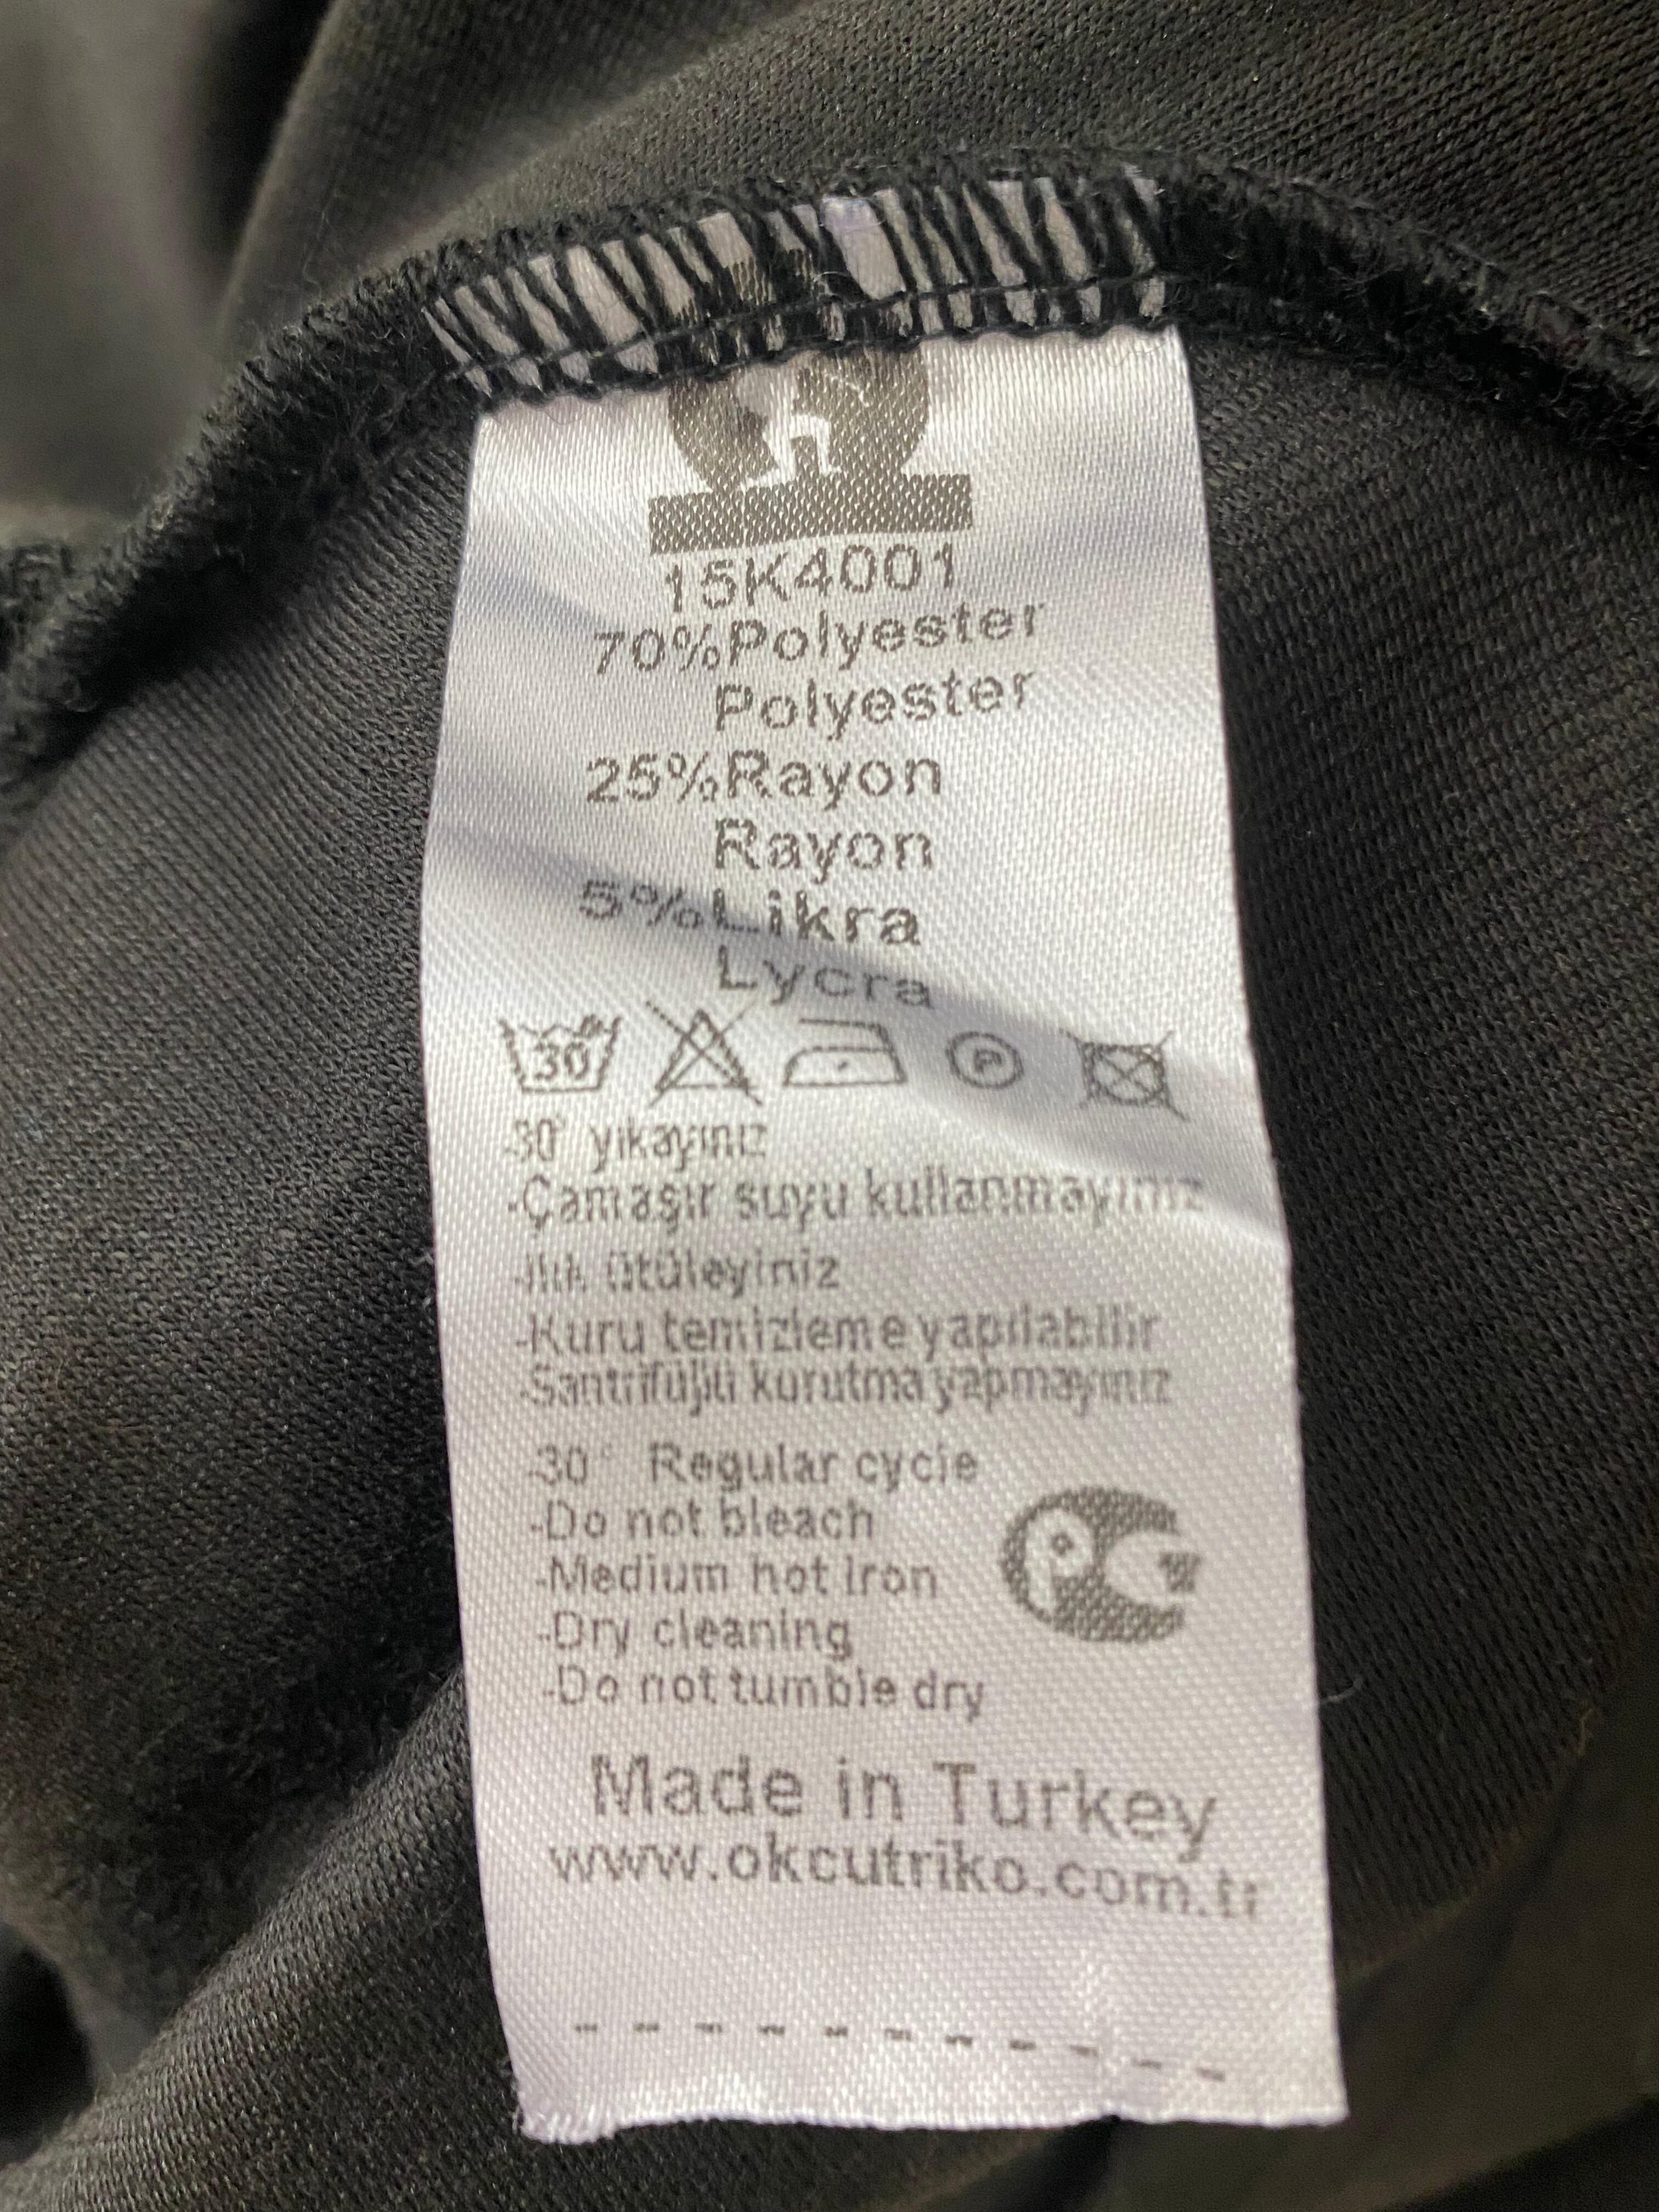 15K4001
70%Polyester
Polyester
25%Rayon
Rayon
5%Likra
Lycra
30 P
-30° yıkayınız
-Çamaşır suyu kullanmayınız
-Ilık ütüleyiniz
-Kuru temizleme yapılabilir
-Santrifüjlü kurutma yapmayınız
-30° Regular cycle
-Do not bleach
-Medium hot iron
-Dry cleaning
-Do not tumble dry
Made in Turkey
www.okcutriko.com.tr